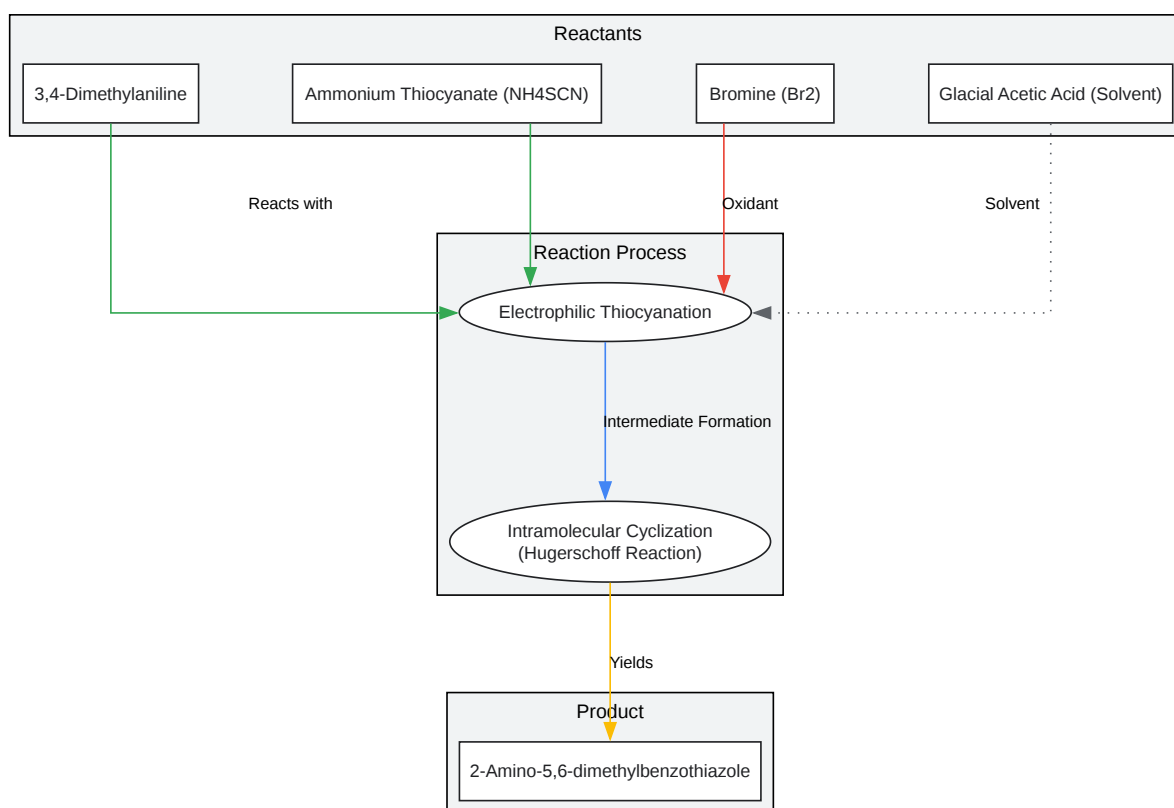 Reactants
3,4-Dimethylaniline
Ammonium Thiocyanate (NH4SCN)
Bromine (Br2)
Glacial Acetic Acid (Solvent)
Reacts with
Oxidant
Solvent
Reaction Process
Electrophilic Thiocyanation
Intermediate Formation
Intramolecular Cyclization
(Hugerschoff Reaction)
Yields
Product
2-Amino-5,6-dimethylbenzothiazole